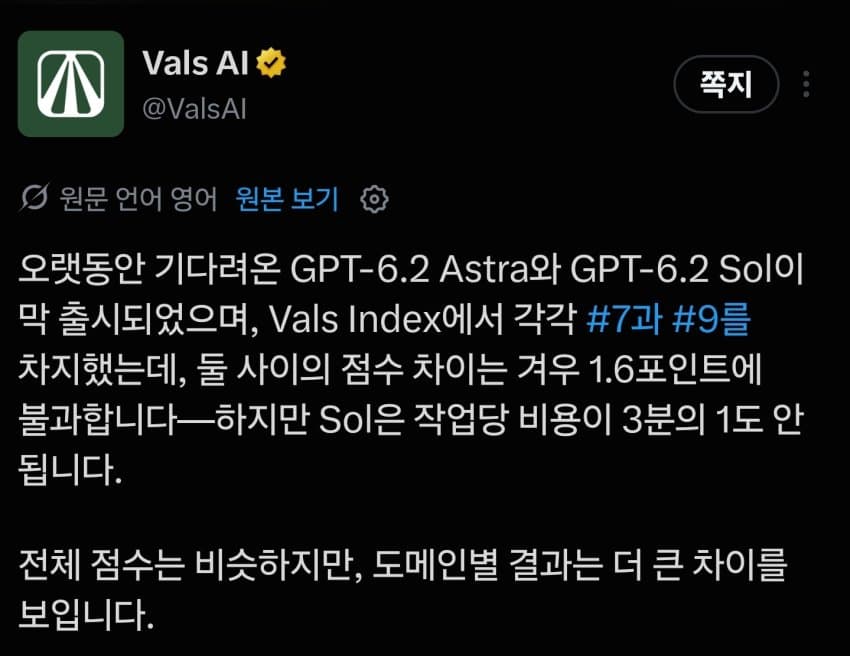 Vals AI
@ValsAI
쪽지
원문 언어 영어 원본 보기
오랫동안 기다려온 GPT-6.2 Astra와 GPT-6.2 Sol이
막 출시되었으며, Vals Index에서 각각 #7과 #9를
차지했는데, 둘 사이의 점수 차이는 겨우 1.6포인트에
불과합니다—하지만 Sol은 작업당 비용이 3분의 1도 안
됩니다.
전체 점수는 비슷하지만, 도메인별 결과는 더 큰 차이를
보입니다.